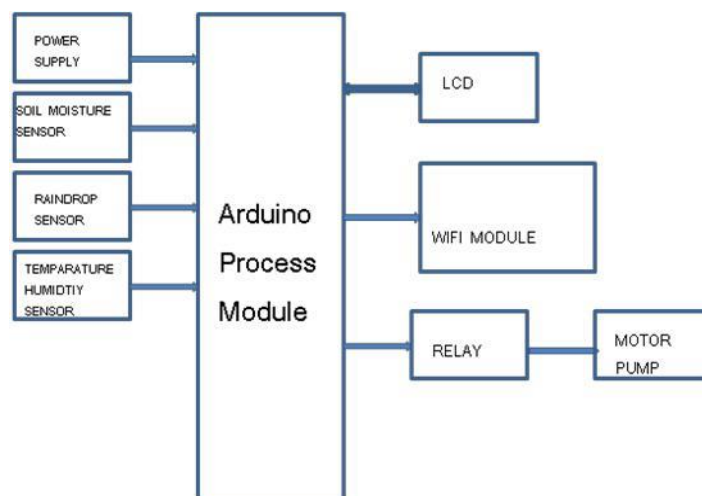 POWER
SUPPLY
SOIL MOISTURE
SENSOR
RAINDROP
SENSOR
TEMPARATURE
HUMIDTIY
SENSOR
Arduino
Process
Module
LCD
WIFI MODULE
RELAY
MOTOR
PUMP